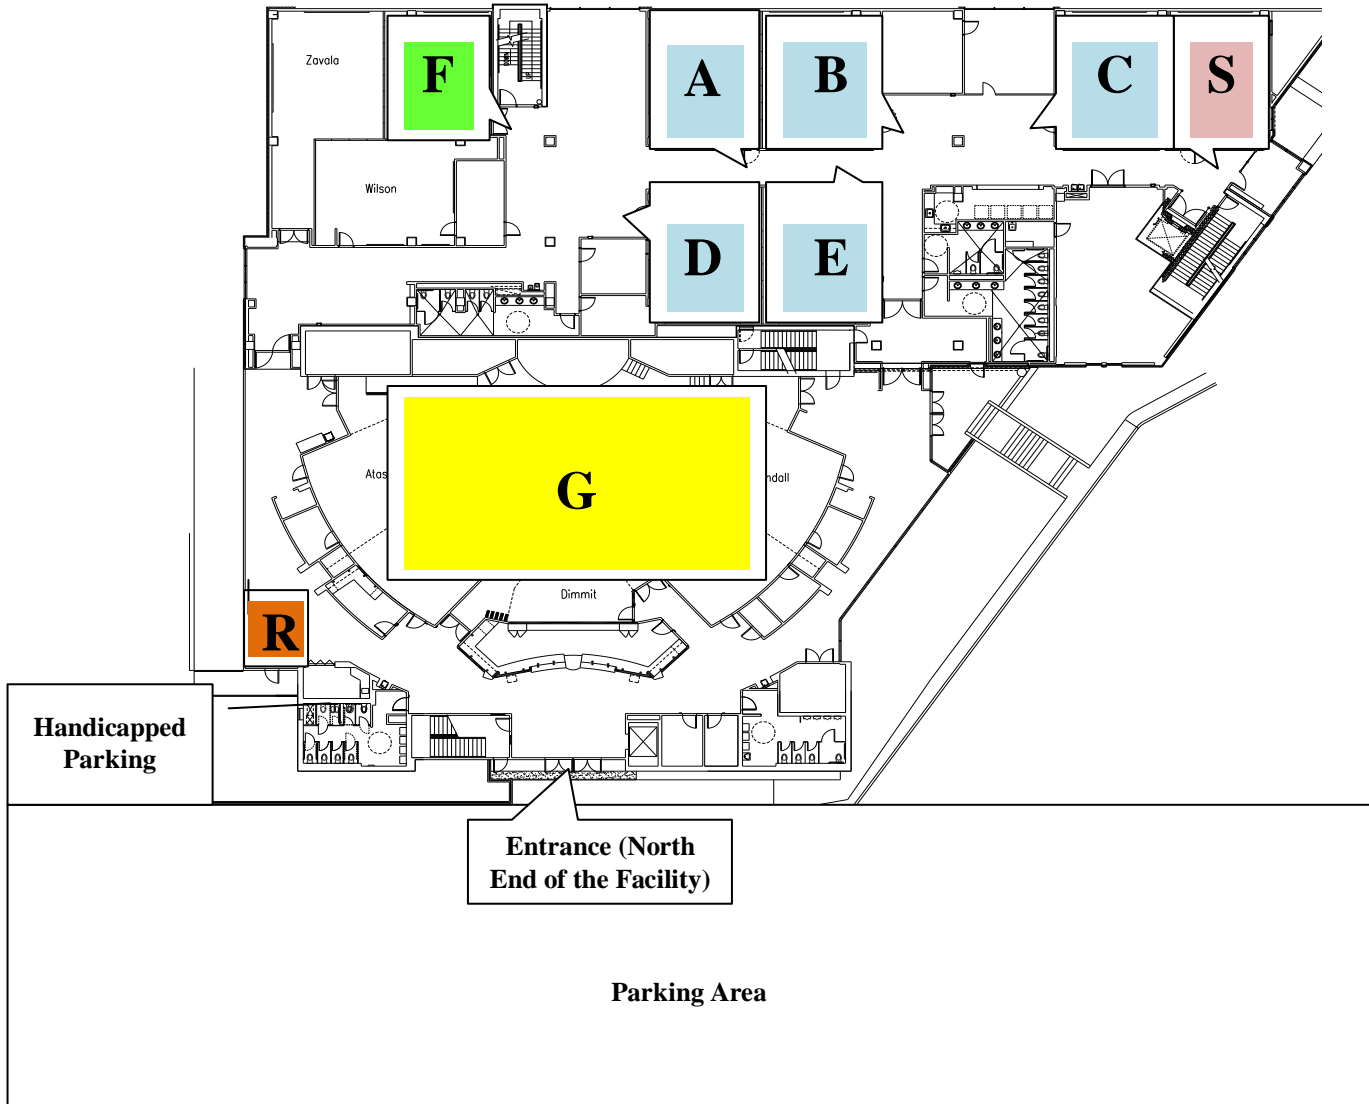 Zavala
F
A
B
C
S
Wilson
D
E
Atas
G
ndall
Dimmit
R
Handicapped
Parking
Entrance (North
End of the Facility)
Parking Area